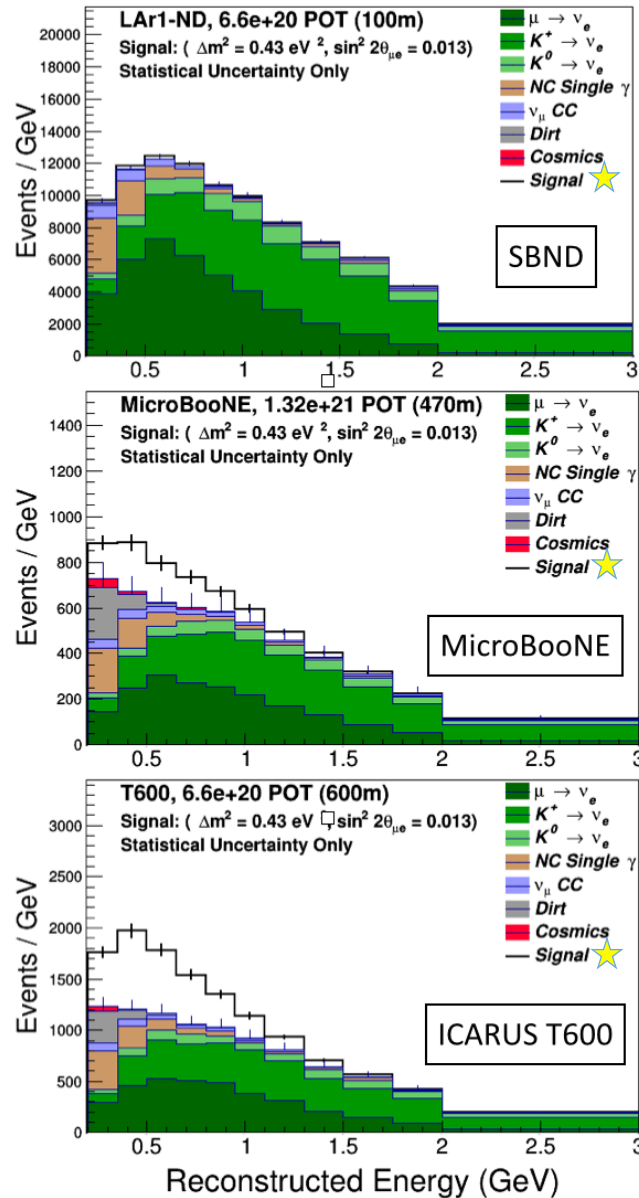 LAr1-ND, 6.6e+20 POT (100m)
Signal: ( Δm² = 0.43 eV ², sin² 2θμe = 0.013)
Statistical Uncertainty Only
μ → νe
K⁺ → νe
K⁰ → νe
NC Single γ
νμ CC
Dirt
Cosmics
Signal
SBND
Events / GeV
20000
18000
16000
14000
12000
10000
8000
6000
4000
2000
0
0.5 1 1.5 2 3
MicroBooNE, 1.32e+21 POT (470m)
Signal: ( Δm² = 0.43 eV ², sin² 2θμe = 0.013)
Statistical Uncertainty Only
μ → νe
K⁺ → νe
K⁰ → νe
NC Single γ
νμ CC
Dirt
Cosmics
Signal
MicroBooNE
Events / GeV
1400
1200
1000
800
600
400
200
0
0.5 1 1.5 2 2.5 3
T600, 6.6e+20 POT (600m)
Signal: ( Δm² = 0.43 eV , sin² 2θμe = 0.013)
Statistical Uncertainty Only
μ → νe
K⁺ → νe
K⁰ → νe
NC Single γ
νμ CC
Dirt
Cosmics
Signal
ICARUS T600
Events / GeV
3000
2500
2000
1500
1000
500
0
0.5 1 1.5 2 2.5 3
Reconstructed Energy (GeV)